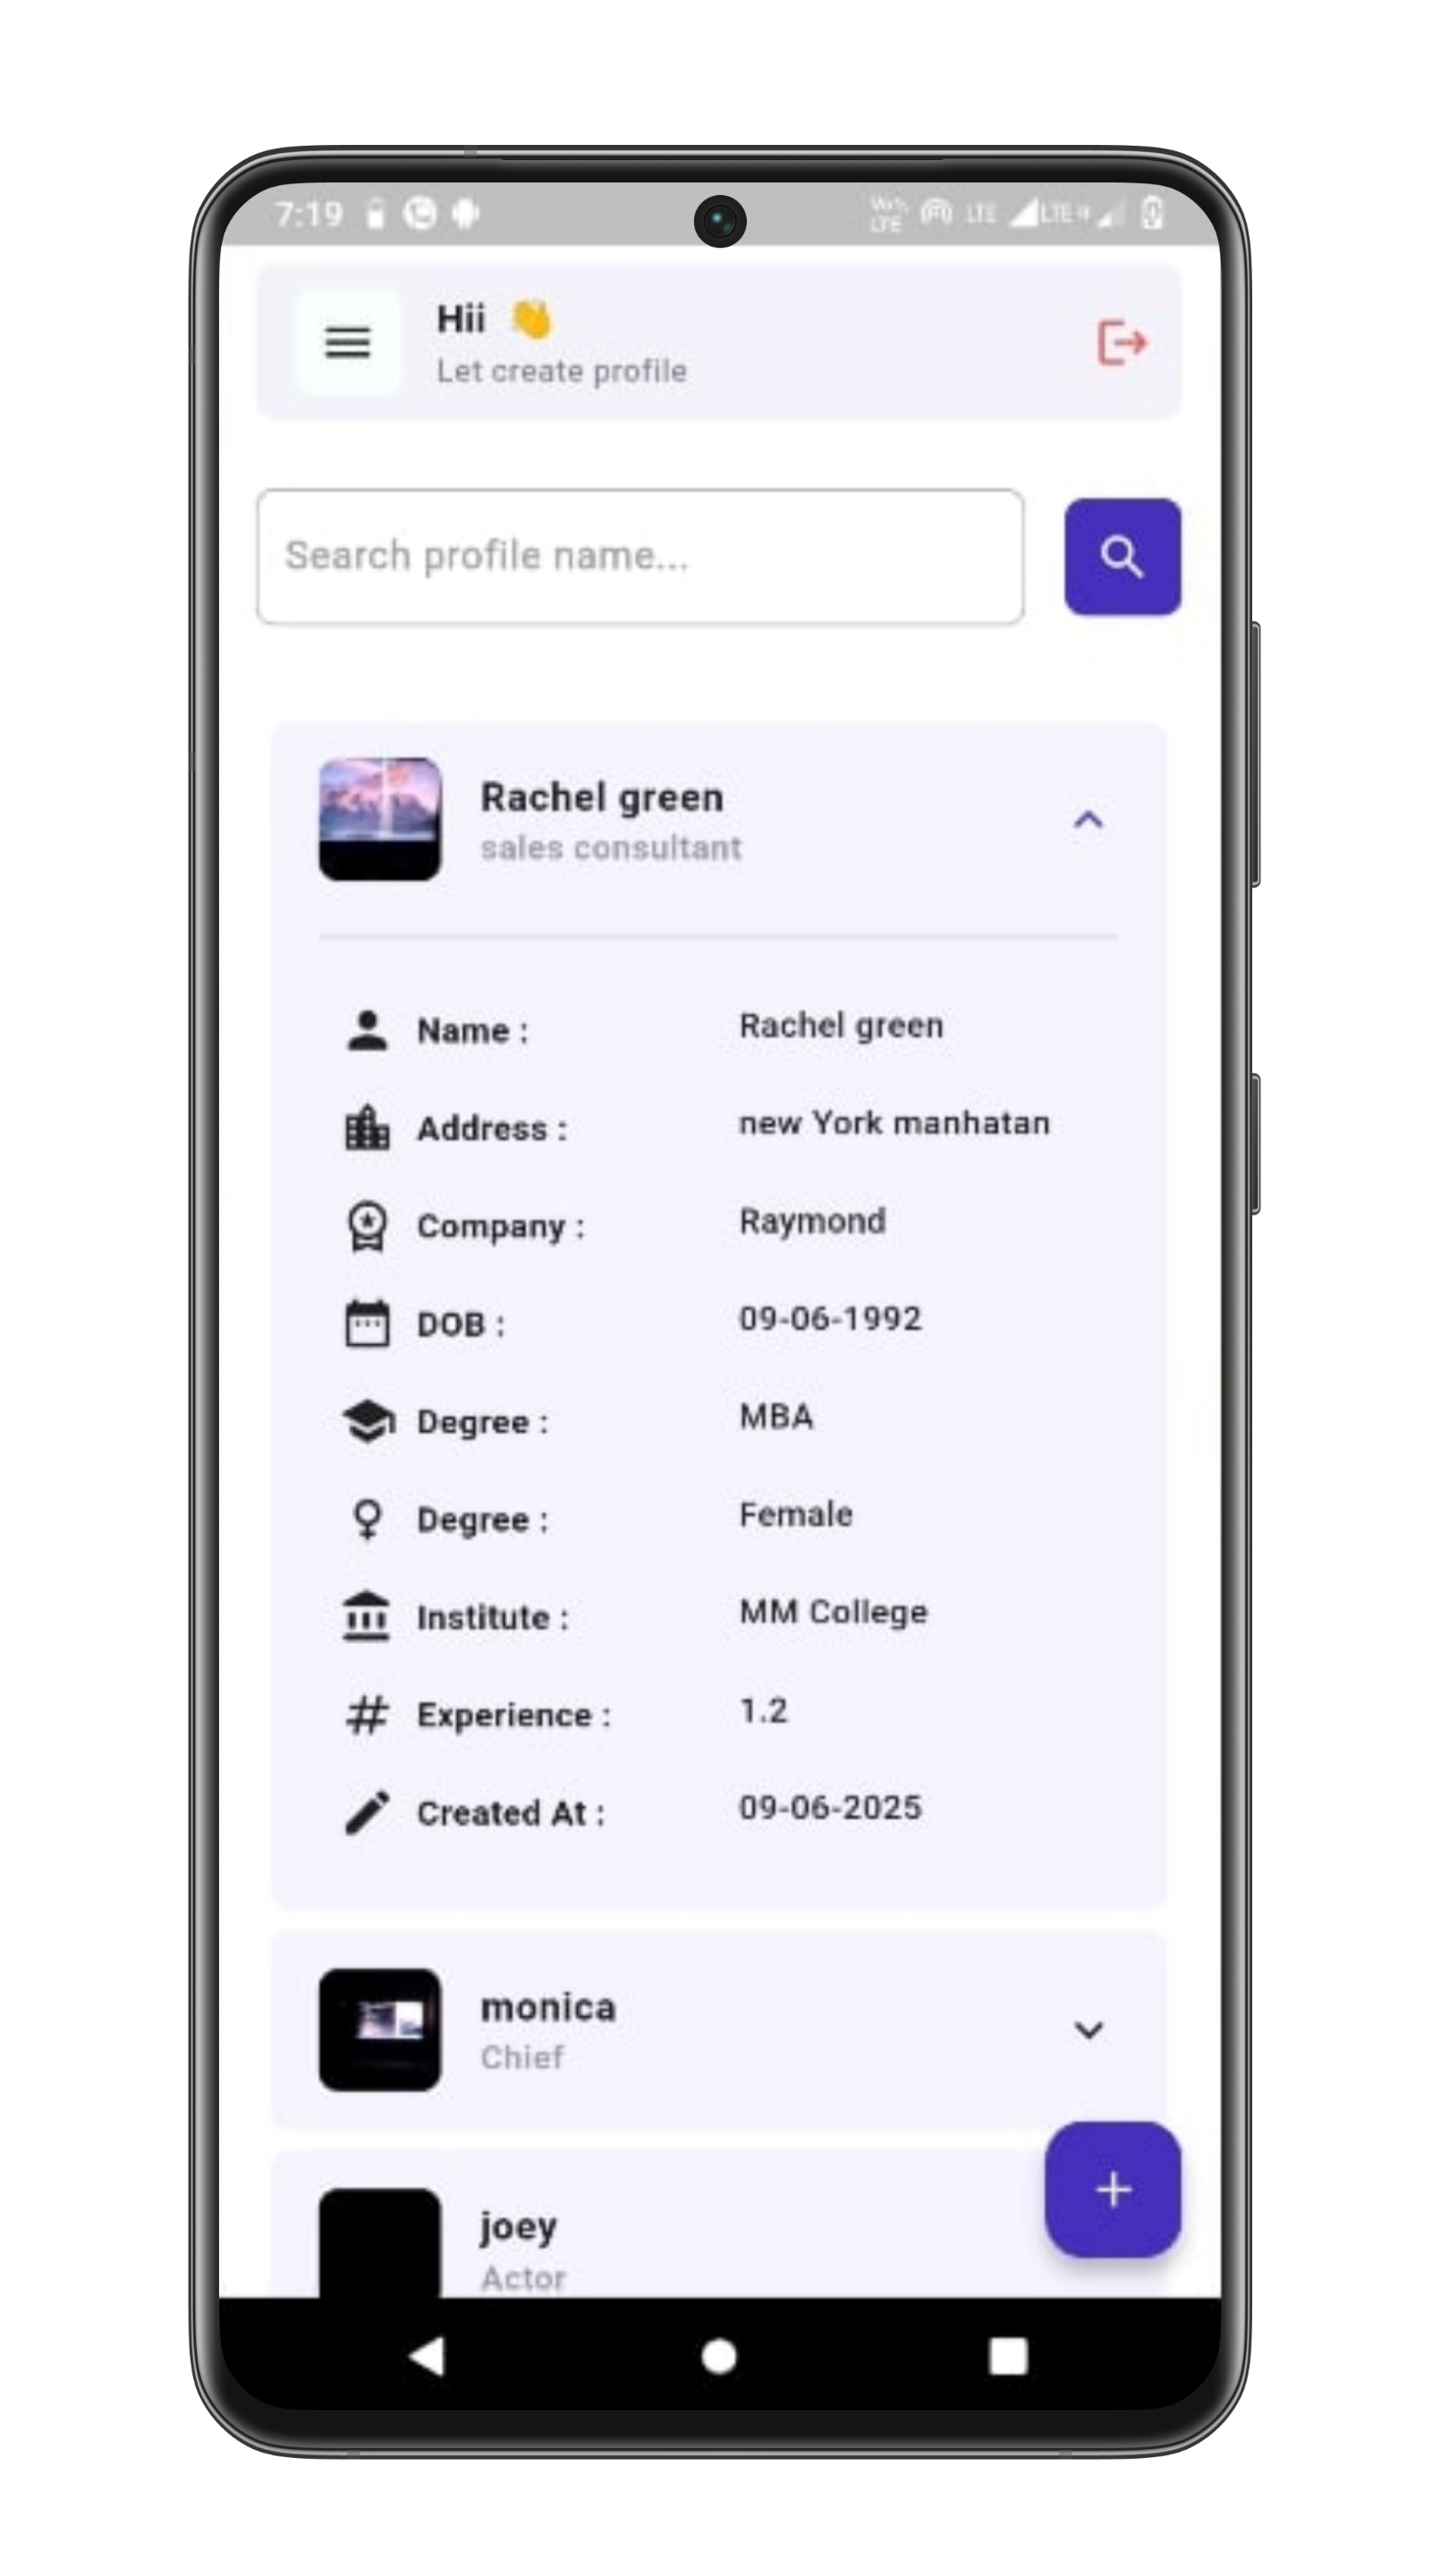 7:19 LTE LTE
Hii 👋
Let create profile
Search profile name...
Rachel green
sales consultant
Name : Rachel green
Address : new York manhatan
Company : Raymond
DOB : 09-06-1992
Degree : MBA
Degree : Female
Institute : MM College
Experience : 1.2
Created At : 09-06-2025
monica
Chief
joey
Actor